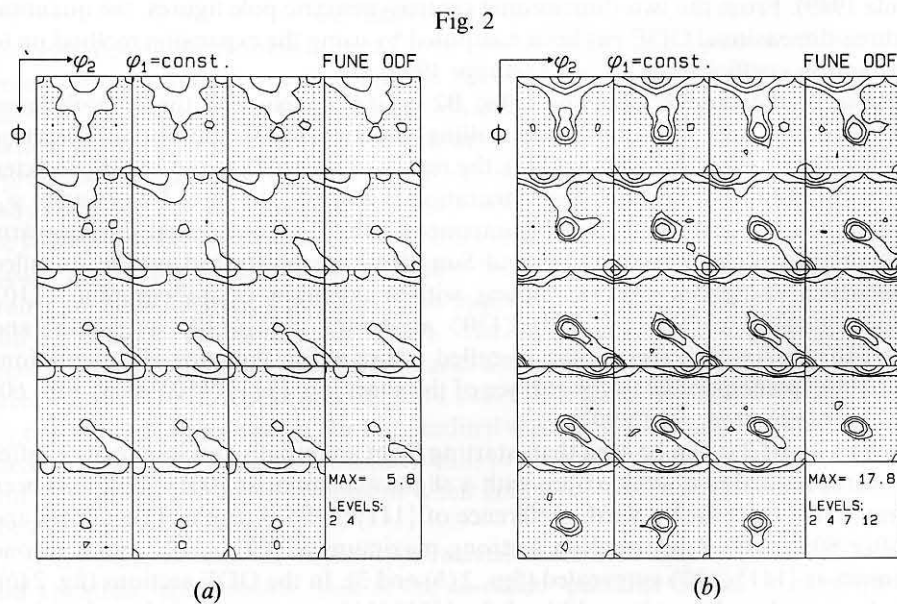 Fig. 2
φ₂ φ₁=const. FUNE ODF
Φ
MAX= 5.8
LEVELS:
2 4
(a)
φ₂ φ₁=const. FUNE ODF
Φ
MAX= 17.8
LEVELS:
2 4 7 12
(b)